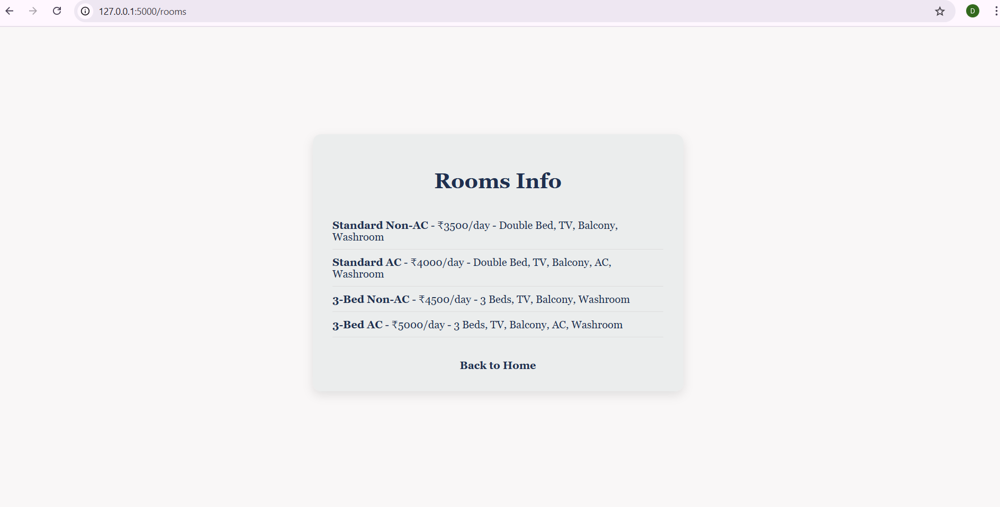 127.0.0.1:5000/rooms
D
Rooms Info
Standard Non-AC - ₹3500/day - Double Bed, TV, Balcony,
Washroom
Standard AC - ₹4000/day - Double Bed, TV, Balcony, AC,
Washroom
3-Bed Non-AC - ₹4500/day - 3 Beds, TV, Balcony, Washroom
3-Bed AC - ₹5000/day - 3 Beds, TV, Balcony, AC, Washroom
Back to Home